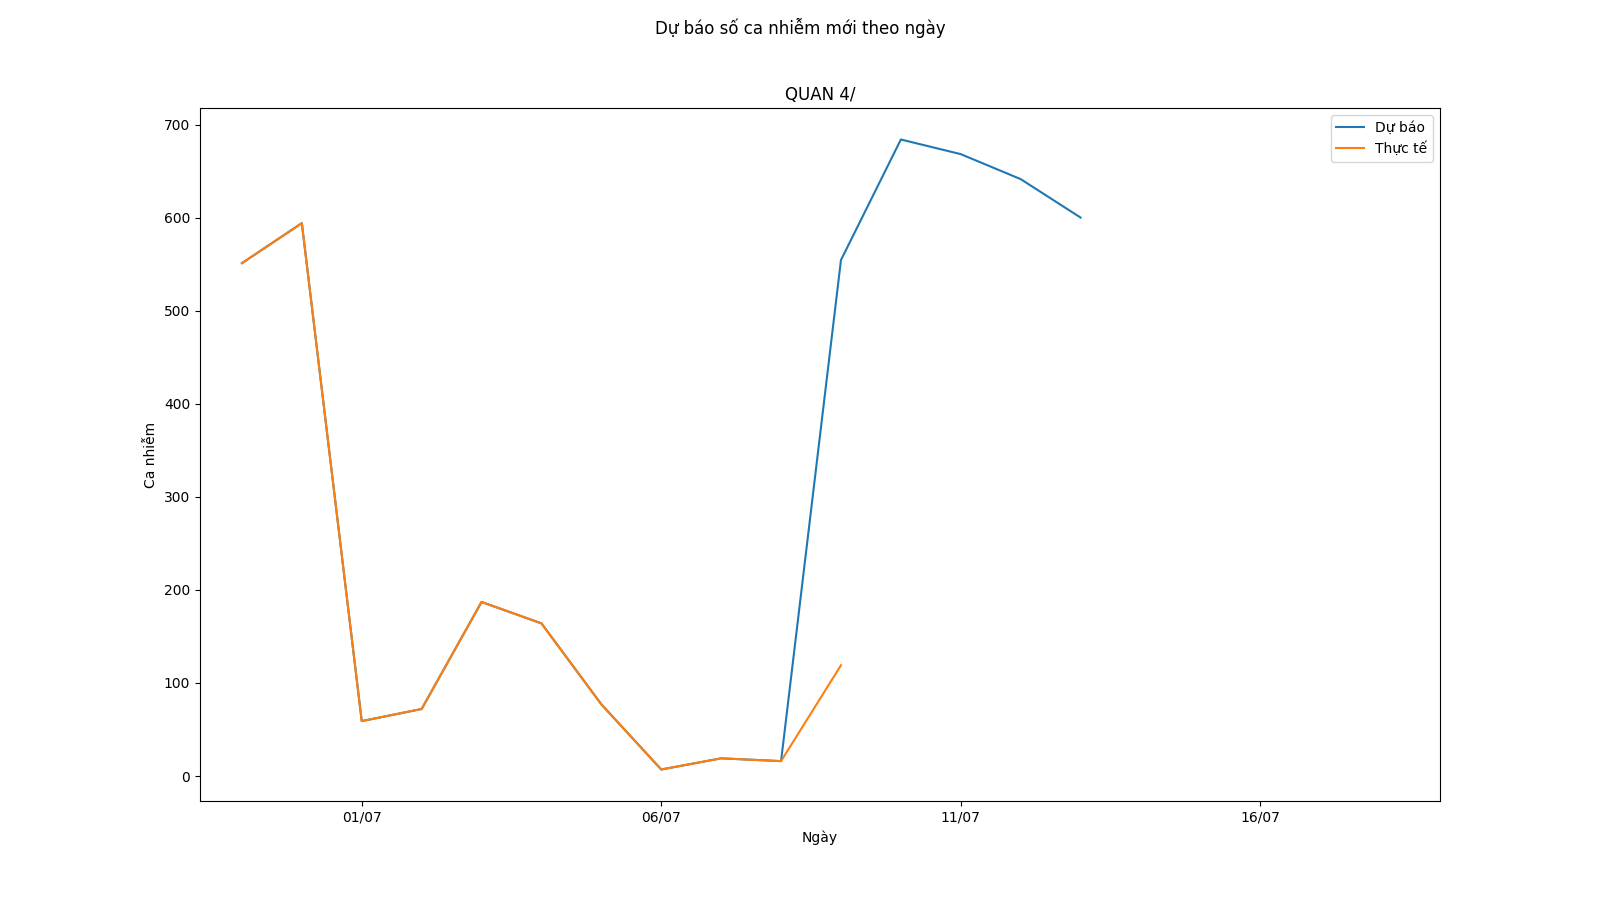 Dự báo số ca nhiễm mới theo ngày
QUAN 4/
Dự báo
Thực tế
700
600
500
400
300
200
100
0
Ca nhiễm
01/07
06/07
11/07
16/07
Ngày